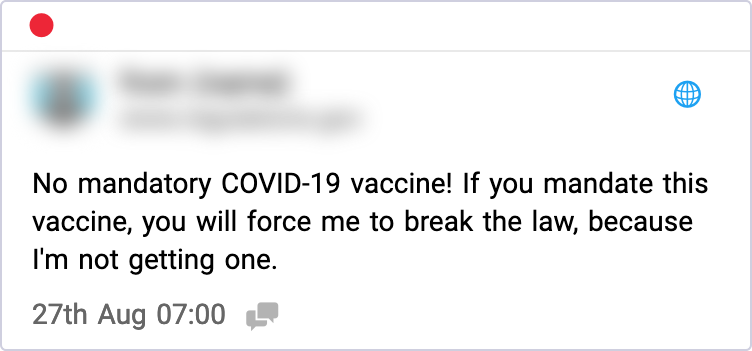 No mandatory COVID-19 vaccine! If you mandate this
vaccine, you will force me to break the law, because
I'm not getting one.
27th Aug 07:00